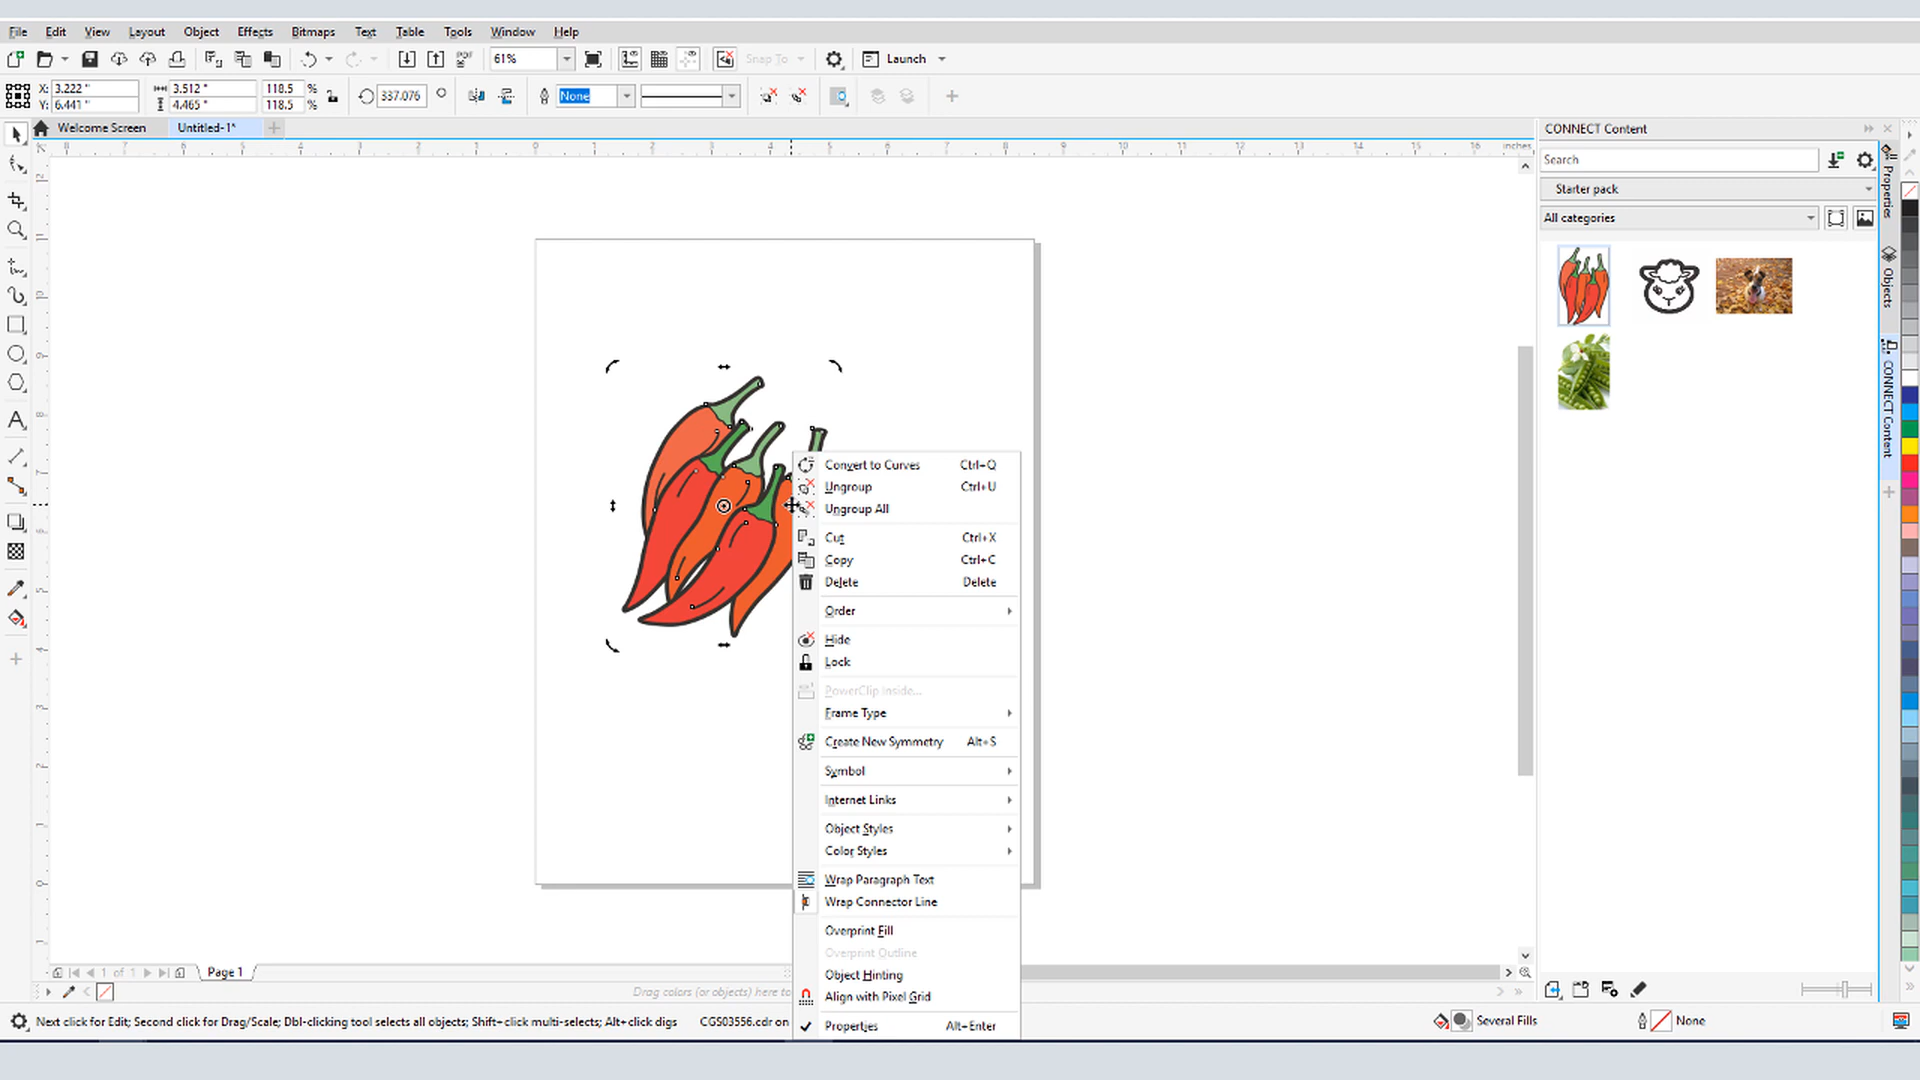 File Edit View Layout Object Effects Bitmaps Text Table Tools Window Help
61% Snap To Launch
X: 3.222 " 3.512 " 118.5 %
Y: 6.441 " 4.465 " 118.5 %
337.076 None
Welcome Screen Untitled-1*
CONNECT Content
inches
Search
Starter pack
All categories
Properties
Objects
CONNECT Content
Convert to Curves Ctrl+Q
Ungroup Ctrl+U
Ungroup All
Cut Ctrl+X
Copy Ctrl+C
Delete Delete
Order
Hide
Lock
PowerClip Inside...
Frame Type
Create New Symmetry Alt+S
Symbol
Internet Links
Object Styles
Color Styles
Wrap Paragraph Text
Wrap Connector Line
Overprint Fill
Overprint Outline
Object Hinting
Align with Pixel Grid
Properties Alt+Enter
1 of 1 Page 1
Drag colors (or objects) here to
Next click for Edit; Second click for Drag/Scale; Dbl-clicking tool selects all objects; Shift+click multi-selects; Alt+click digs CGS03556.cdr on
Several Fills None